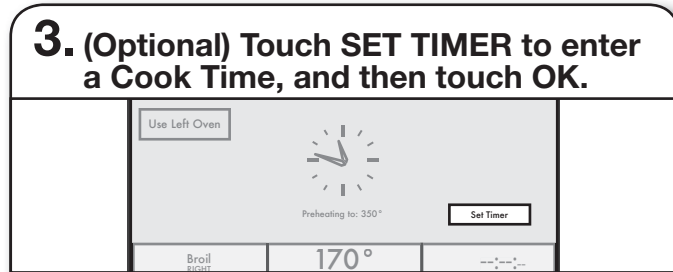 3. (Optional) Touch SET TIMER to enter
a Cook Time, and then touch OK.
Use Left Oven
Preheating to: 350°
Set Timer
Broil
RIGHT
170°
--:--:--